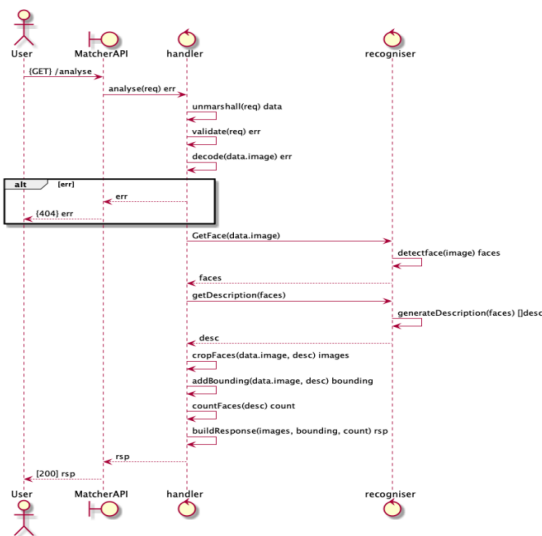 User MatcherAPI handler recogniser
{GET} /analyse
analyse(req) err
unmarshall(req) data
validate(req) err
decode(data.image) err
alt [err]
err
{404} err
GetFace(data.image)
detectface(image) faces
faces
getDescription(faces)
generateDescription(faces) []desc
desc
cropFaces(data.image, desc) images
addBounding(data.image, desc) bounding
countFaces(desc) count
buildResponse(images, bounding, count) rsp
rsp
[200] rsp
User MatcherAPI handler recogniser